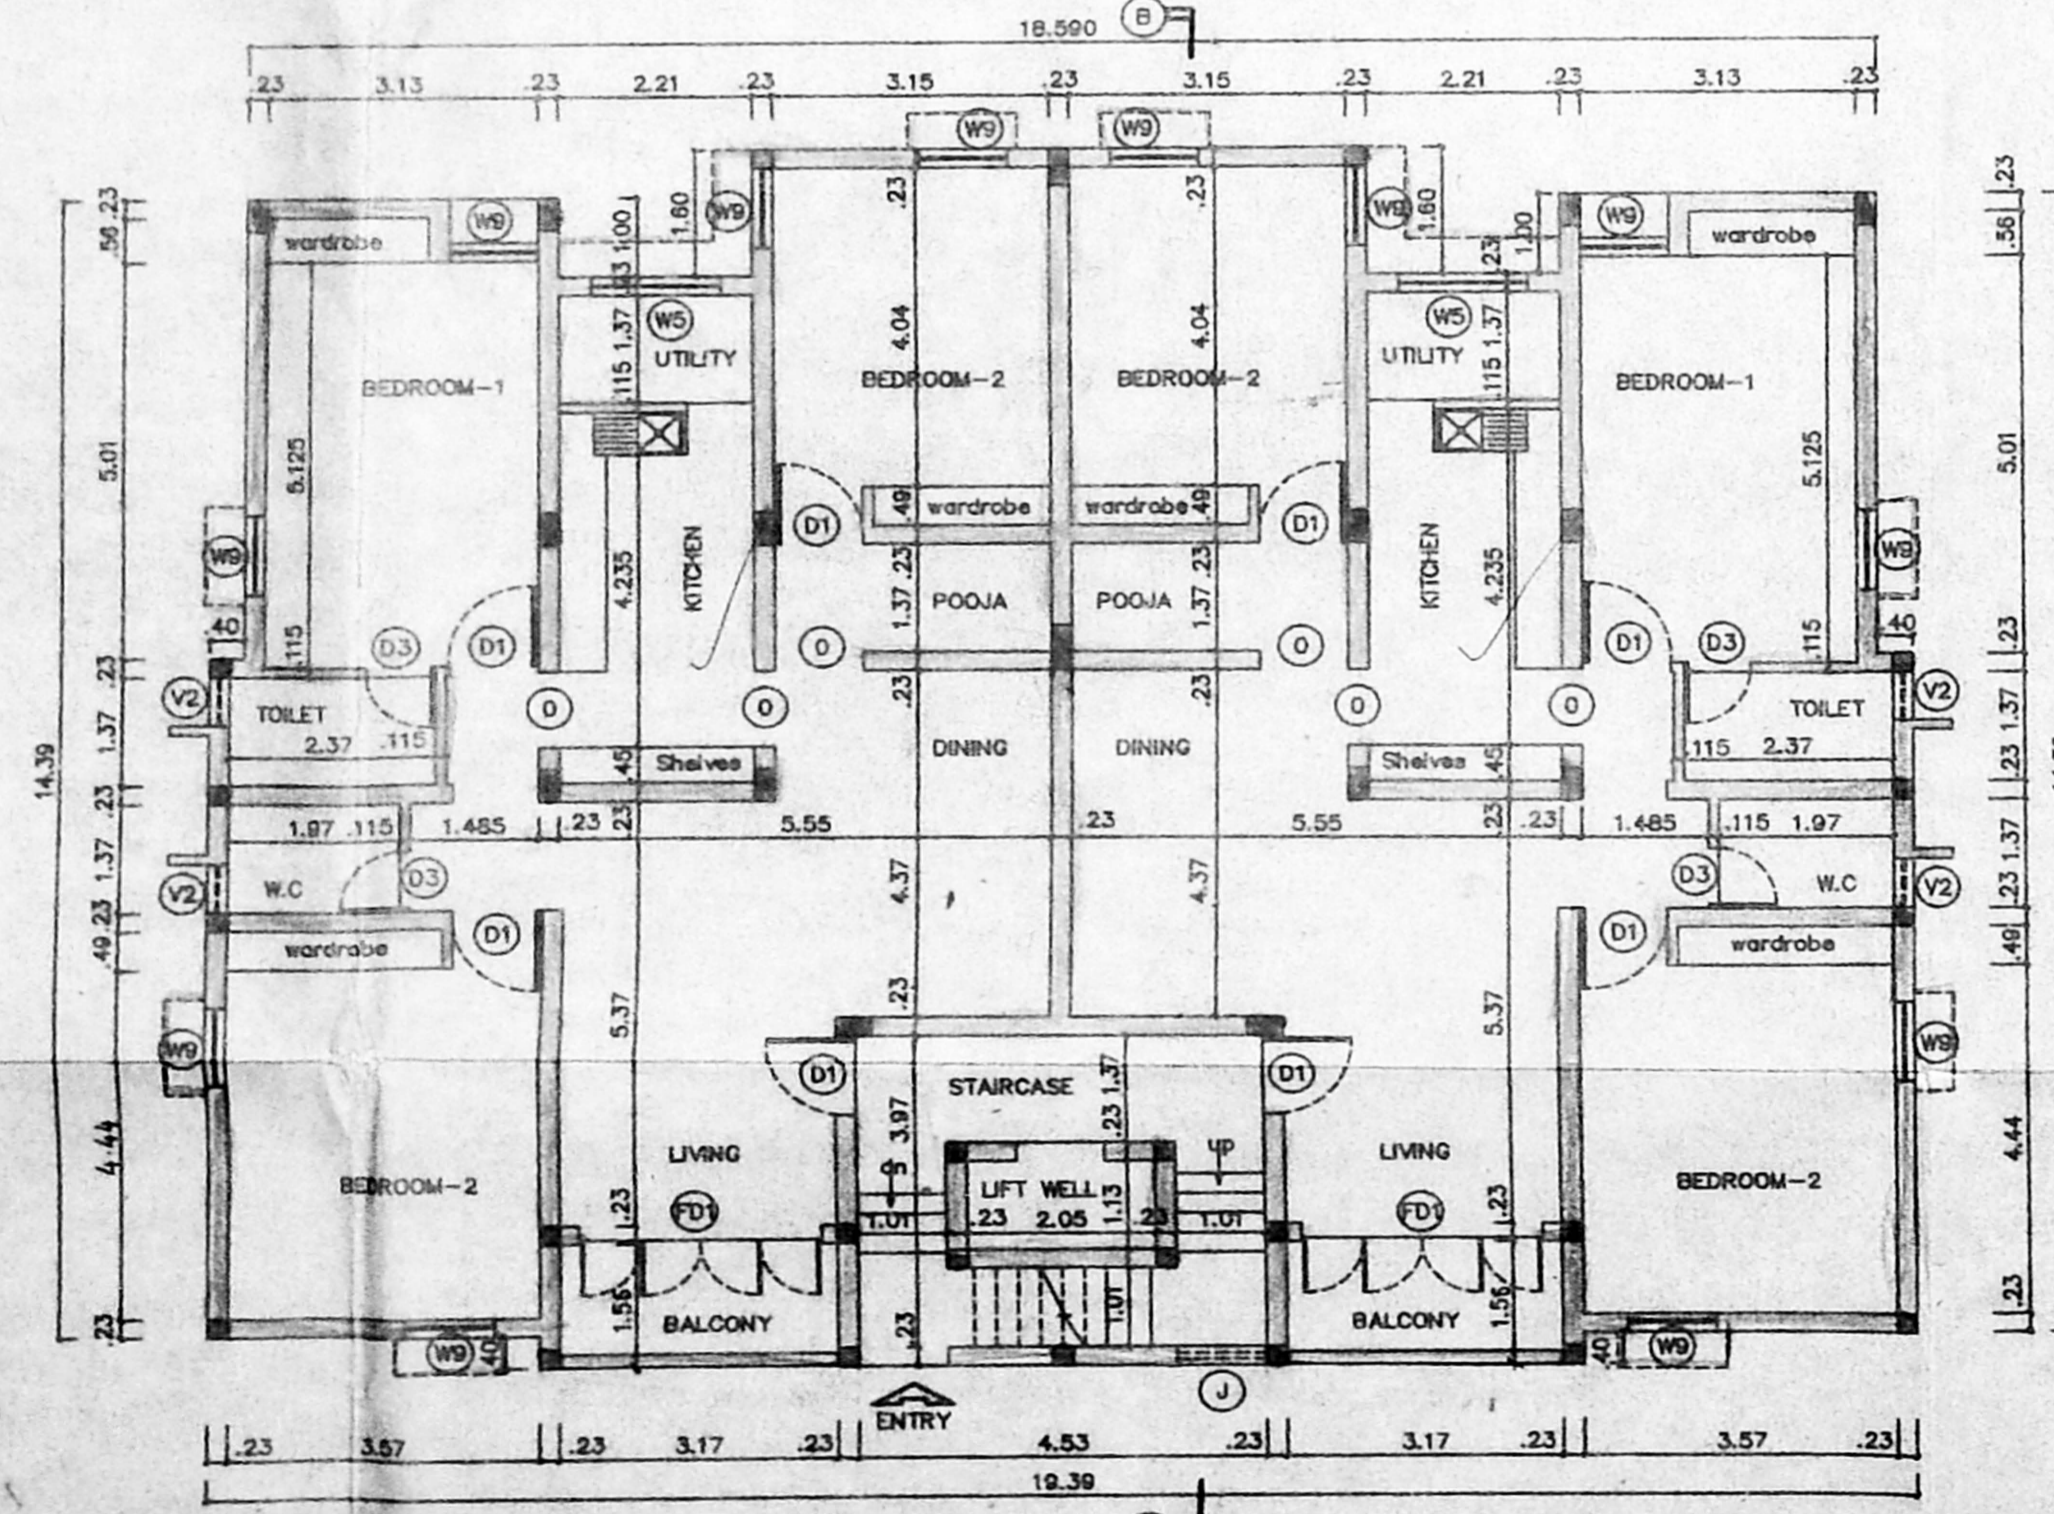 B
18.590
.23 3.13 .23 2.21 .23 3.15 .23 3.15 .23 2.21 .23 3.13 .23
W9 W9
W9 W9 W9 W9
wardrobe wardrobe
.23 .56 5.01 .23 1.37 .23 1.37 .23 .49 4.44 .23
14.39
1.00 1.60 .23 .23 1.60 1.00
.23 .23
W5 W5
1.37 4.04 4.04 1.37
UTILITY UTILITY
.115 .115
BEDROOM-1 BEDROOM-2 BEDROOM-2 BEDROOM-1
5.125 5.125
.49 wardrobe wardrobe .49
D1 D1
W9 W9
KITCHEN KITCHEN
4.235 4.235
.23 .23
1.37 POOJA POOJA 1.37
.40
.115 D3 D1 O O D1 D3 .115
V2 V2
TOILET O O O O TOILET
.23 .23
2.37 .115 DINING DINING .115 2.37
.45 Shelves Shelves .45
1.97 .115 1.485 .23 .23 5.55 .23 5.55 .23 .23 1.485 .115 1.97
V2 W.C D3 4.37 4.37 D3 W.C V2
D1 D1
wardrobe wardrobe
.23
5.37 5.37
W9 W9
D1 D1
STAIRCASE 1.37
3.97 .23
LIVING LIVING
up
BEDROOM-2 BEDROOM-2
LIFT WELL
1.13
.23 FD1 1.01 .23 2.05 .23 1.01 FD1 .23
1.56 BALCONY .23 1.01 BALCONY 1.56
W9 .40 .40 W9
J
ENTRY
.23 3.57 .23 3.17 .23 4.53 .23 3.17 .23 3.57 .23
19.39
.23 .56 5.01 .23 1.37 .23 1.37 .23 .49 4.44 .23